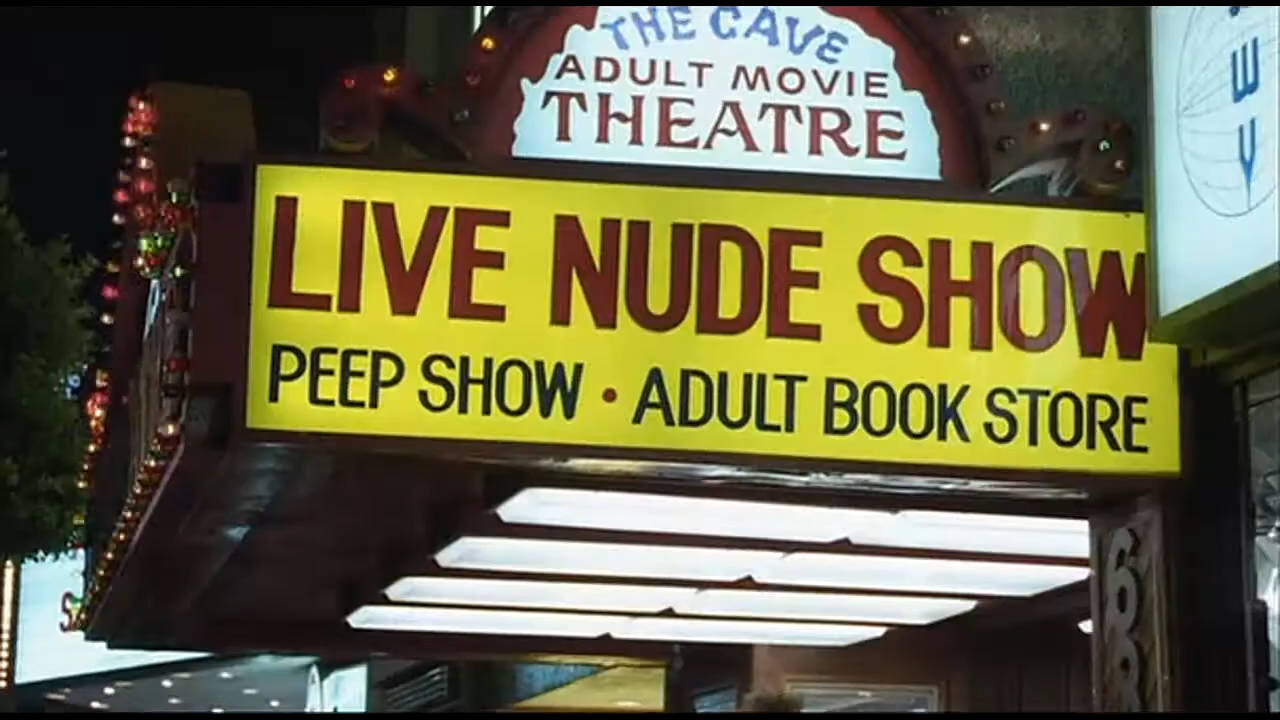 THE CAVE
ADULT MOVIE
THEATRE
LIVE NUDE SHOW
PEEP SHOW • ADULT BOOK STORE